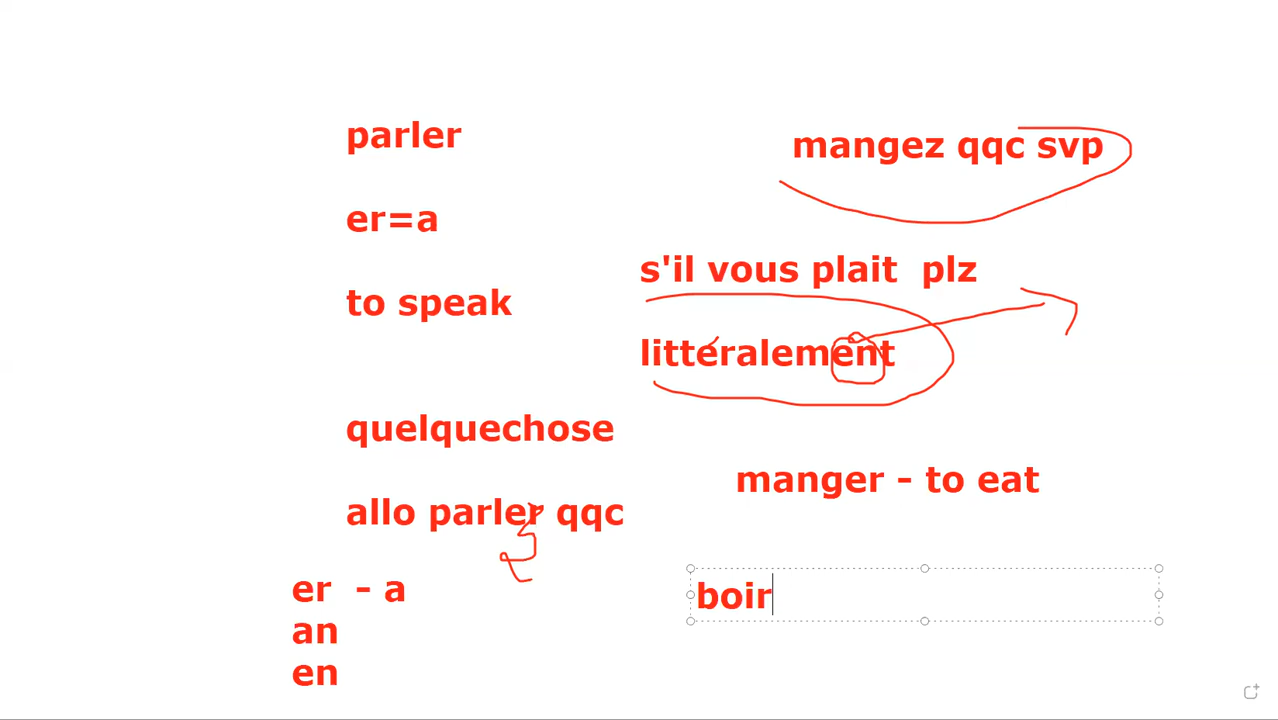 parler
er=a
to speak
quelquechose
allo parler qqc
er - a
an
en
mangez qqc svp
s'il vous plait plz
littéralement
manger - to eat
boir